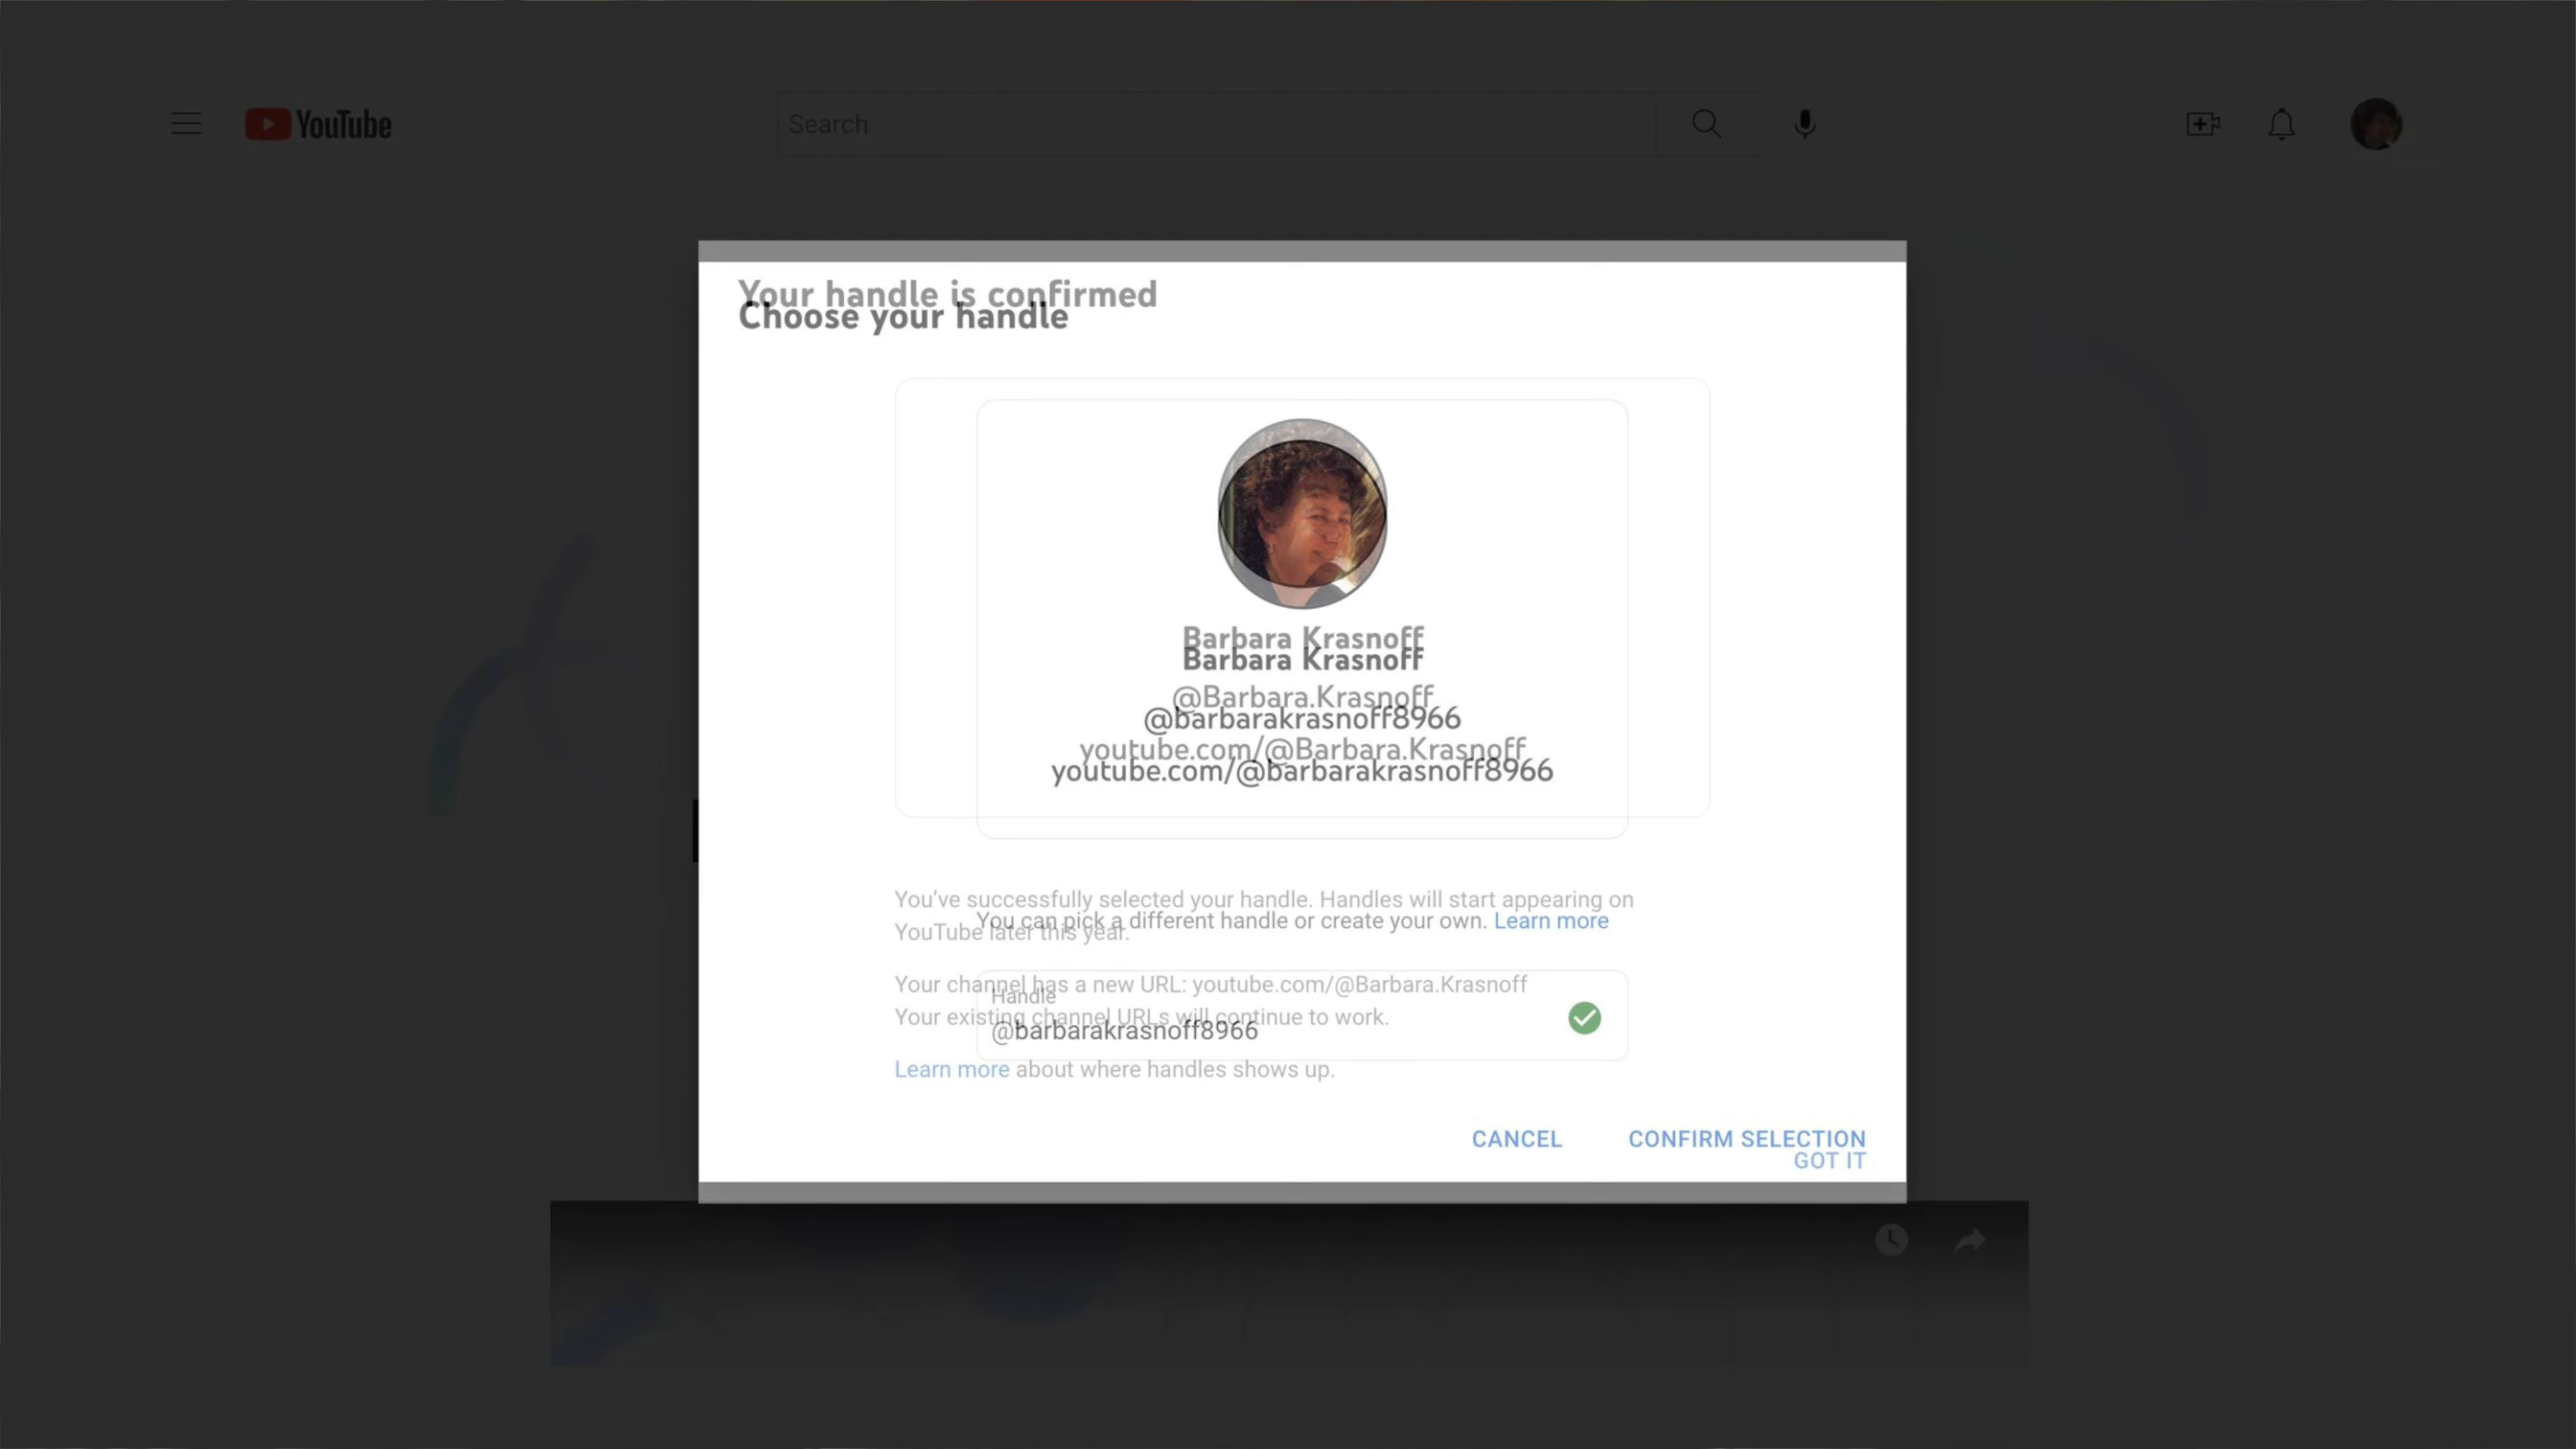 YouTube
Search
Your handle is confirmed
Choose your handle
Barbara Krasnoff
Barbara Krasnoff
@Barbara.Krasnoff
@barbarakrasnoff8966
youtube.com/@Barbara.Krasnoff
youtube.com/@barbarakrasnoff8966
You've successfully selected your handle. Handles will start appearing on
You can pick a different handle or create your own. Learn more
YouTube later this year.
Your channel has a new URL: youtube.com/@Barbara.Krasnoff
Handle
Your existing channel URLs will continue to work.
@barbarakrasnoff8966
Learn more about where handles shows up.
CANCEL CONFIRM SELECTION
GOT IT